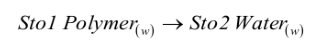 Sto1 Polymer(w) → Sto2 Water(w)